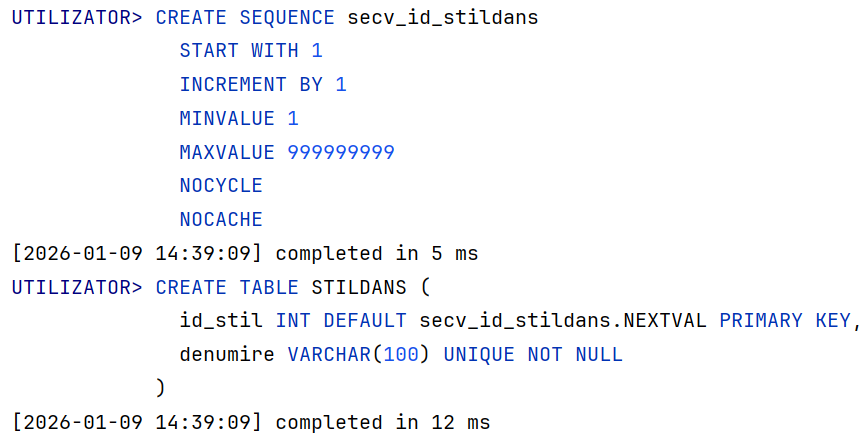 UTILIZATOR> CREATE SEQUENCE secv_id_stildans
START WITH 1
INCREMENT BY 1
MINVALUE 1
MAXVALUE 999999999
NOCYCLE
NOCACHE
[2026-01-09 14:39:09] completed in 5 ms
UTILIZATOR> CREATE TABLE STILDANS (
id_stil INT DEFAULT secv_id_stildans.NEXTVAL PRIMARY KEY,
denumire VARCHAR(100) UNIQUE NOT NULL
)
[2026-01-09 14:39:09] completed in 12 ms